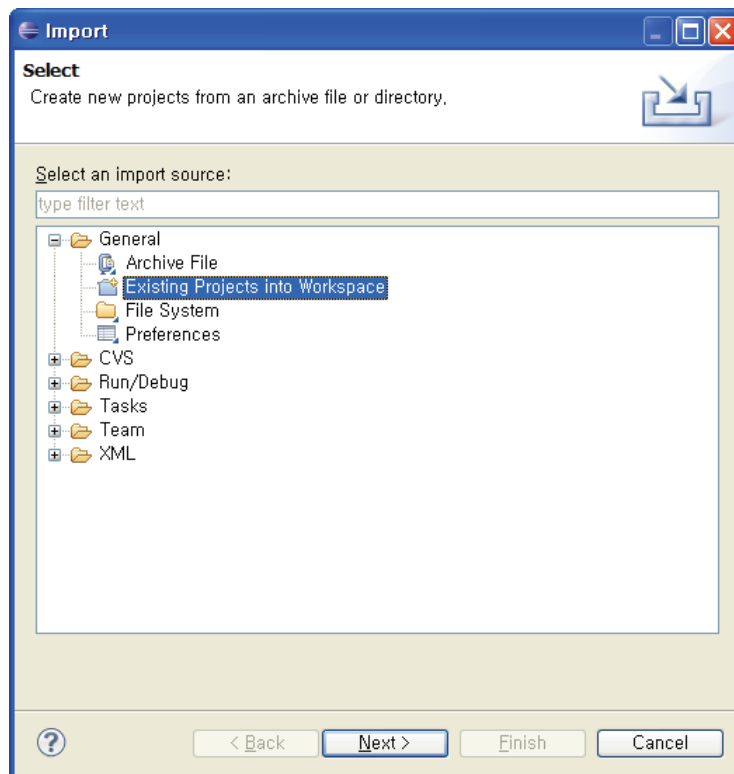 Import
Select
Create new projects from an archive file or directory,
Select an import source:
type filter text
General
Archive File
Existing Projects into Workspace
File System
Preferences
CVS
Run/Debug
Tasks
Team
XML
< Back Next > Finish Cancel